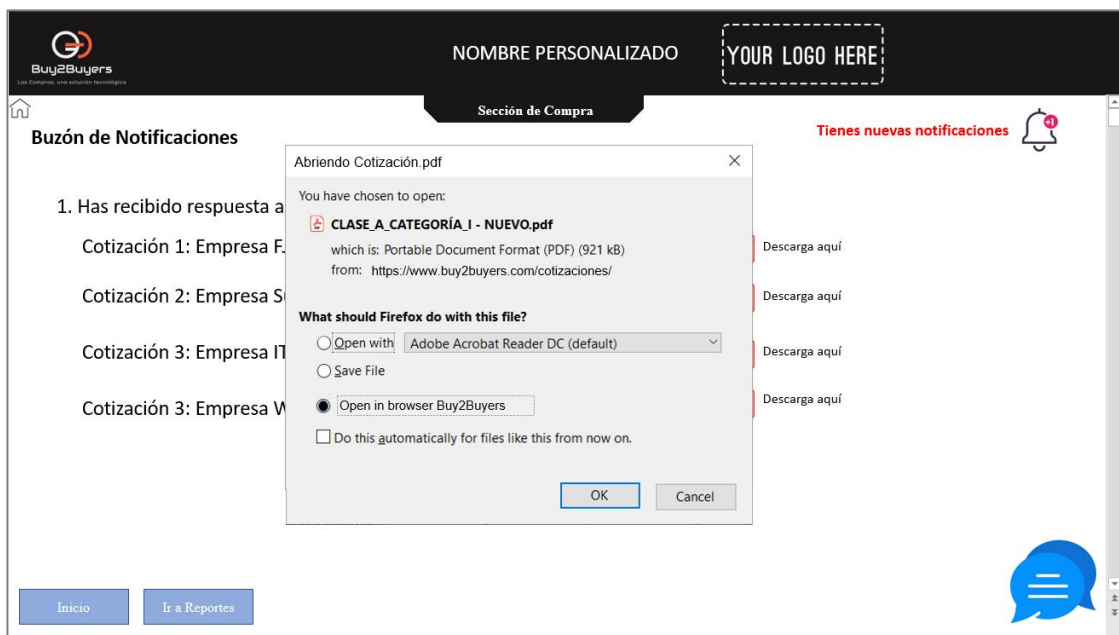 Buy2Buyers
Las Compras, una solución tecnológica
NOMBRE PERSONALIZADO
YOUR LOGO HERE
Sección de Compra
Buzón de Notificaciones
Tienes nuevas notificaciones
+1
Abriendo Cotización.pdf
You have chosen to open:
1. Has recibido respuesta a
CLASE_A_CATEGORÍA_I - NUEVO.pdf
Cotización 1: Empresa
which is: Portable Document Format (PDF) (921 kB)
Descarga aquí
from: https://www.buy2buyers.com/cotizaciones/
Cotización 2: Empresa
Descarga aquí
What should Firefox do with this file?
Open with Adobe Acrobat Reader DC (default)
Cotización 3: Empresa
Descarga aquí
Save File
Cotización 3: Empresa
Open in browser Buy2Buyers
Descarga aquí
Do this automatically for files like this from now on.
OK
Cancel
Inicio
Ir a Reportes